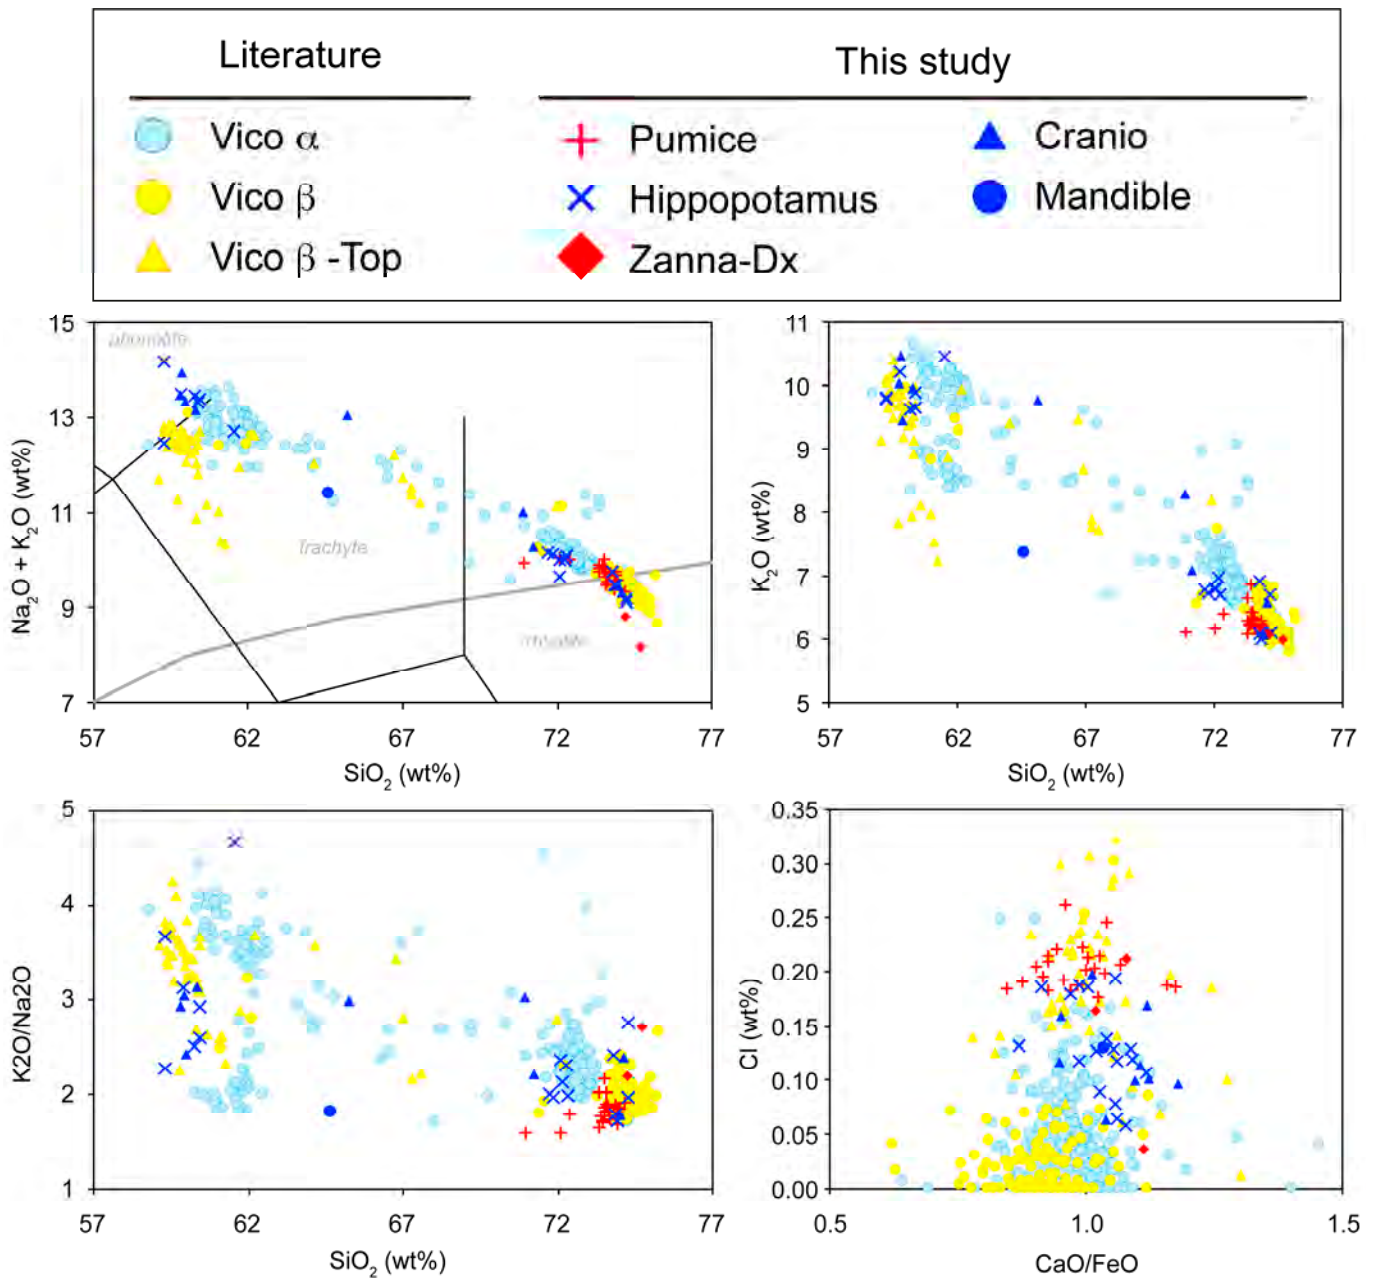 Literature
This study
Vico α
Vico β
Vico β -Top
Pumice
Hippopotamus
Zanna-Dx
Cranio
Mandible
15
13
11
9
7
57
62
67
72
77
Na₂O + K₂O (wt%)
SiO₂ (wt%)
phonolite
Trachyte
rhyolite
11
10
9
8
7
6
5
57
62
67
72
77
K₂O (wt%)
SiO₂ (wt%)
5
4
3
2
1
57
62
67
72
77
K2O/Na2O
SiO₂ (wt%)
0.35
0.30
0.25
0.20
0.15
0.10
0.05
0.00
0.5
1.0
1.5
Cl (wt%)
CaO/FeO